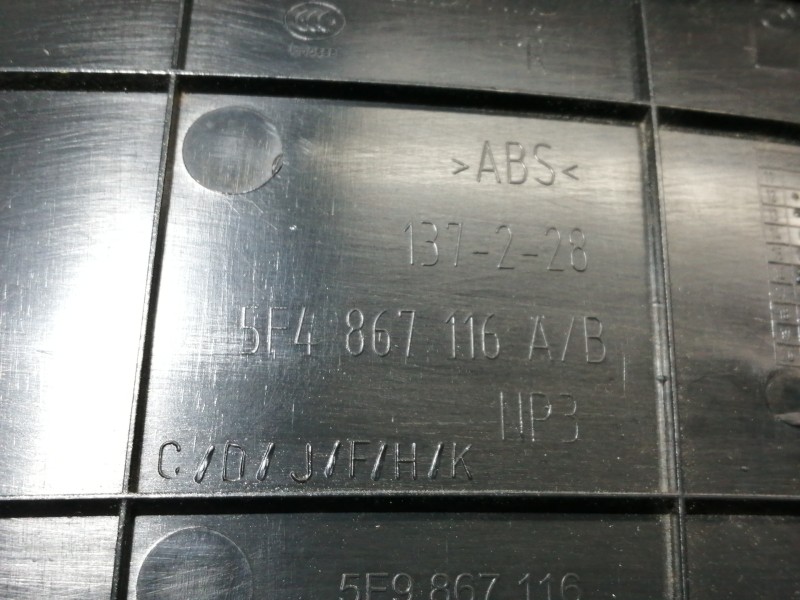 >ABS<
137-2-28
5F4 867 116 A/B
NP3
C/D/J/F/H/K
5F9 867 116